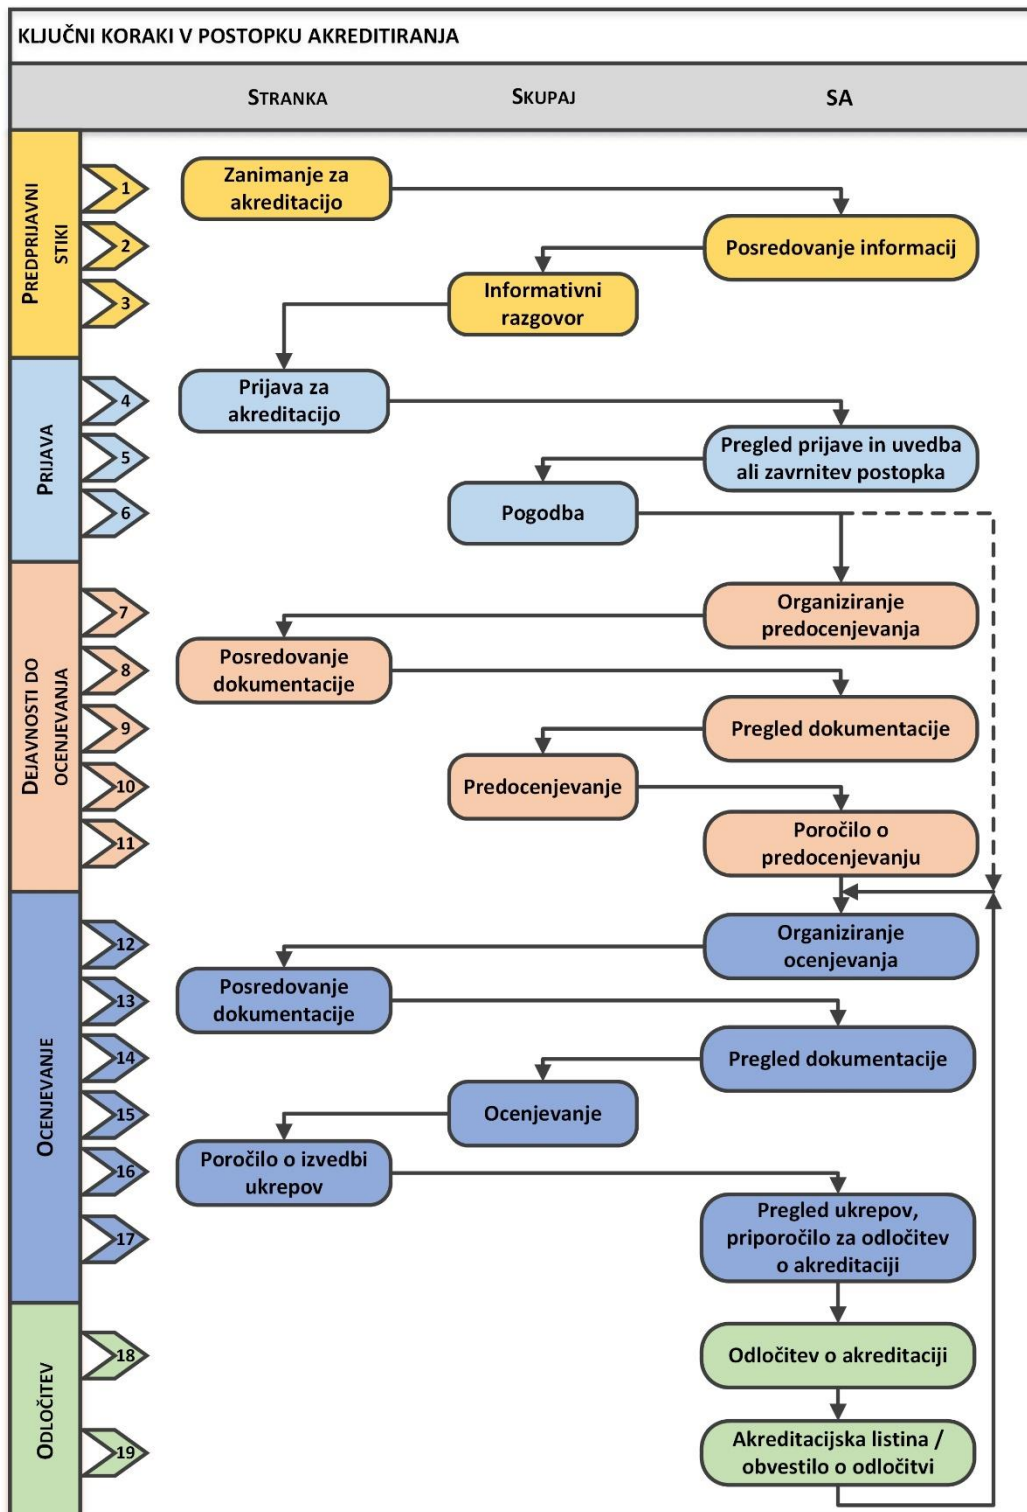 KLJUČNI KORAKI V POSTOPKU AKREDITIRANJA
STRANKA
SKUPAJ
SA
PREDPRIJAVNI
STIKI
1
Zanimanje za
akreditacijo
2
Posredovanje informacij
3
Informativni
razgovor
PRIJAVA
4
Prijava za
akreditacijo
5
Pregled prijave in uvedba
ali zavrnitev postopka
6
Pogodba
DEJAVNOSTI DO
OCENJEVANJA
7
Organiziranje
predocenjevanja
8
Posredovanje
dokumentacije
9
Pregled dokumentacije
10
Predocenjevanje
11
Poročilo o
predocenjevanju
OCENJEVANJE
12
Organiziranje
ocenjevanja
13
Posredovanje
dokumentacije
14
Pregled dokumentacije
15
Ocenjevanje
16
Poročilo o izvedbi
ukrepov
17
Pregled ukrepov,
priporočilo za odločitev
o akreditaciji
ODLOČITEV
18
Odločitev o akreditaciji
19
Akreditacijska listina /
obvestilo o odločitvi